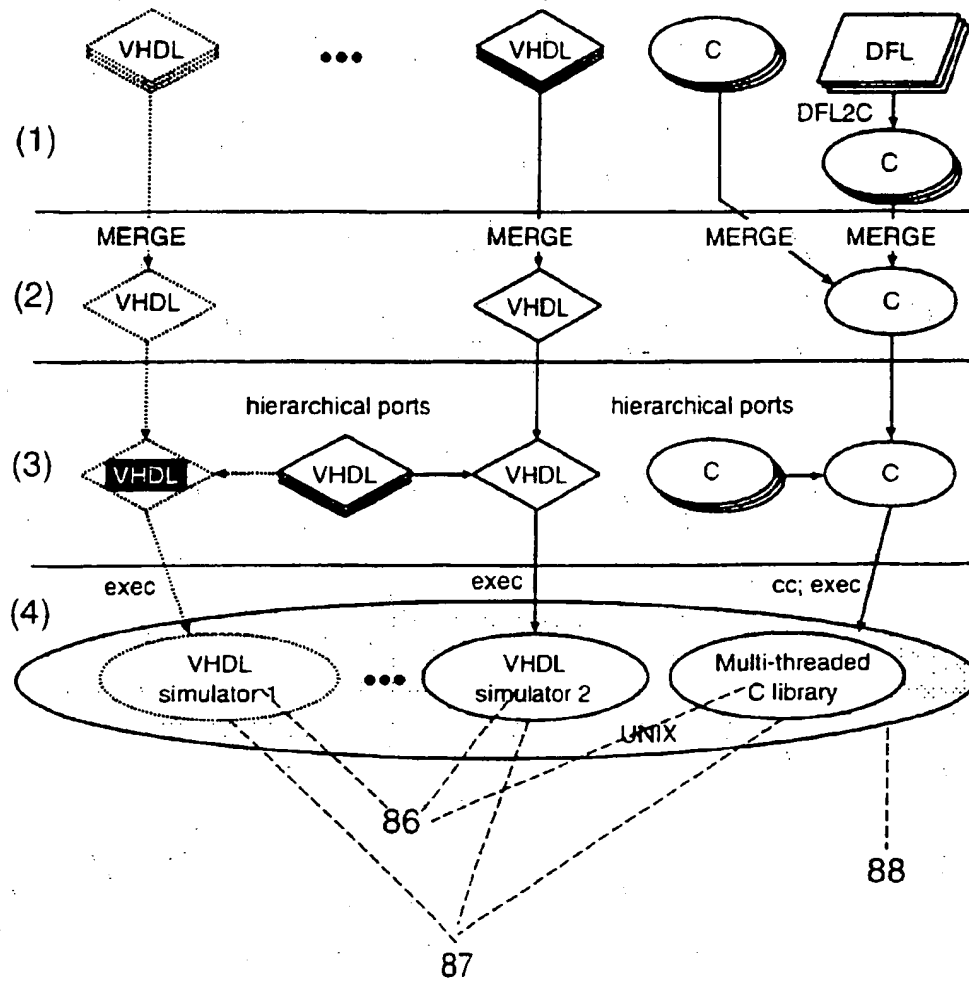 VHDL
VHDL
C
DFL
DFL2C
C
(1)
MERGE
MERGE
MERGE
MERGE
(2)
VHDL
VHDL
C
hierarchical ports
hierarchical ports
(3)
VHDL
VHDL
VHDL
C
C
exec
exec
cc; exec
(4)
VHDL
simulator 1
VHDL
simulator 2
Multi-threaded
C library
UNIX
86
88
87